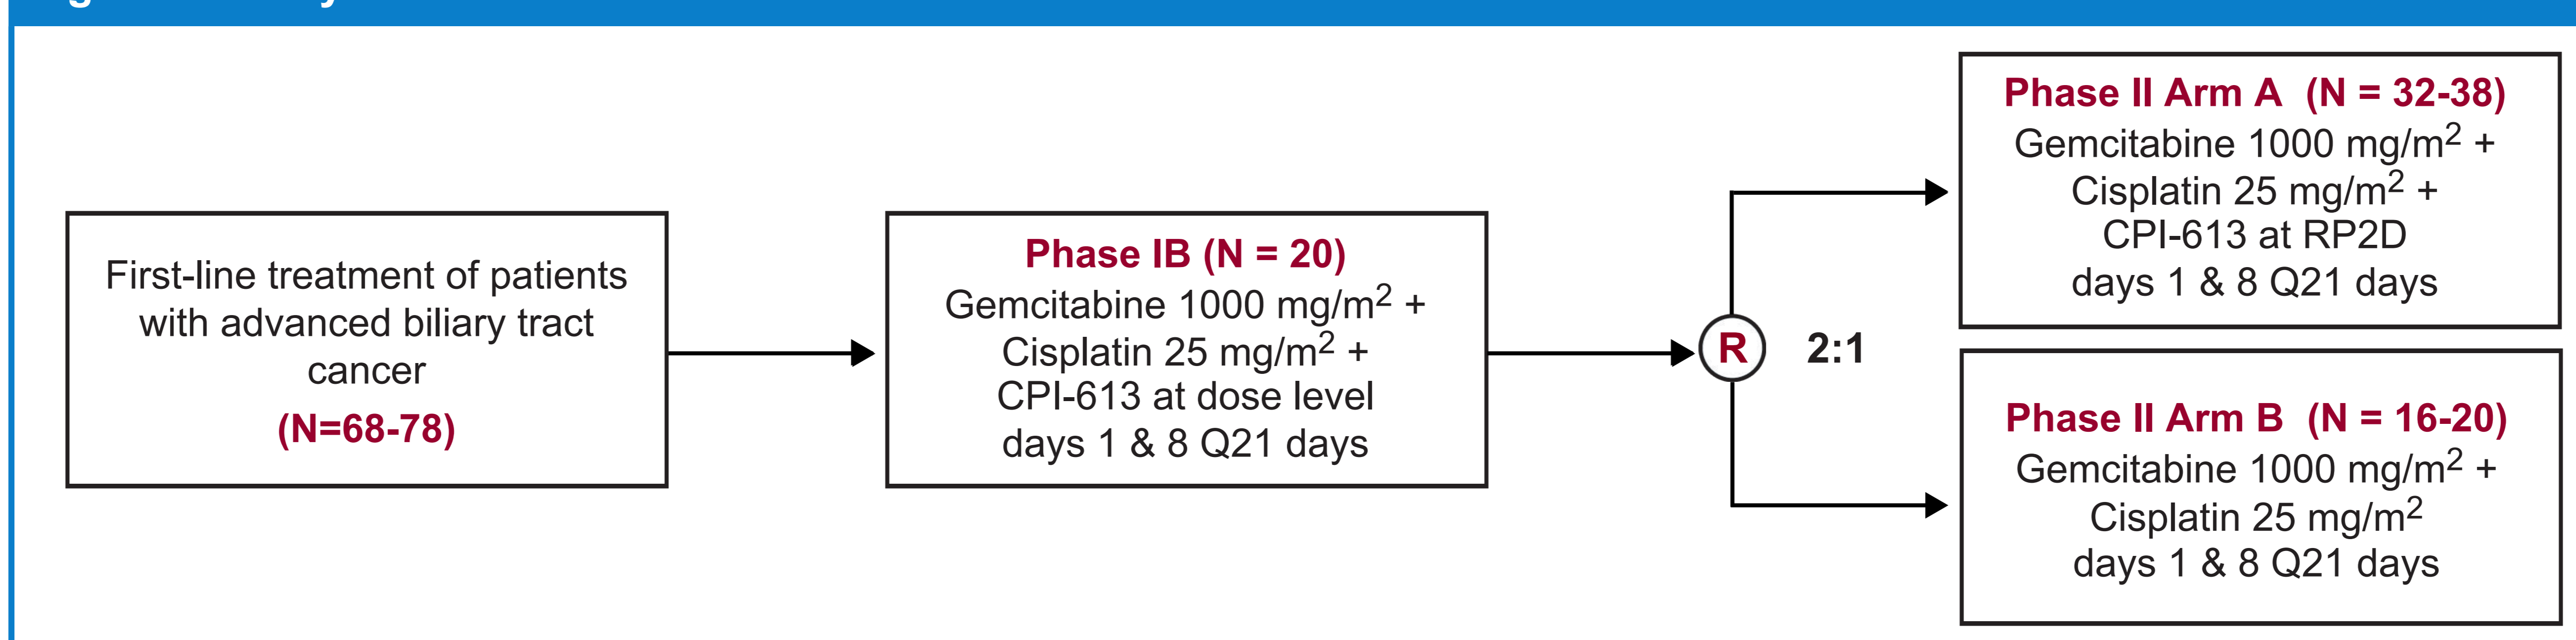 First-line treatment of patients
with advanced biliary tract
cancer
(N=68-78)
Phase IB (N = 20)
Gemcitabine 1000 mg/m² +
Cisplatin 25 mg/m² +
CPI-613 at dose level
days 1 & 8 Q21 days
R 2:1
Phase II Arm A (N = 32-38)
Gemcitabine 1000 mg/m² +
Cisplatin 25 mg/m² +
CPI-613 at RP2D
days 1 & 8 Q21 days
Phase II Arm B (N = 16-20)
Gemcitabine 1000 mg/m² +
Cisplatin 25 mg/m²
days 1 & 8 Q21 days